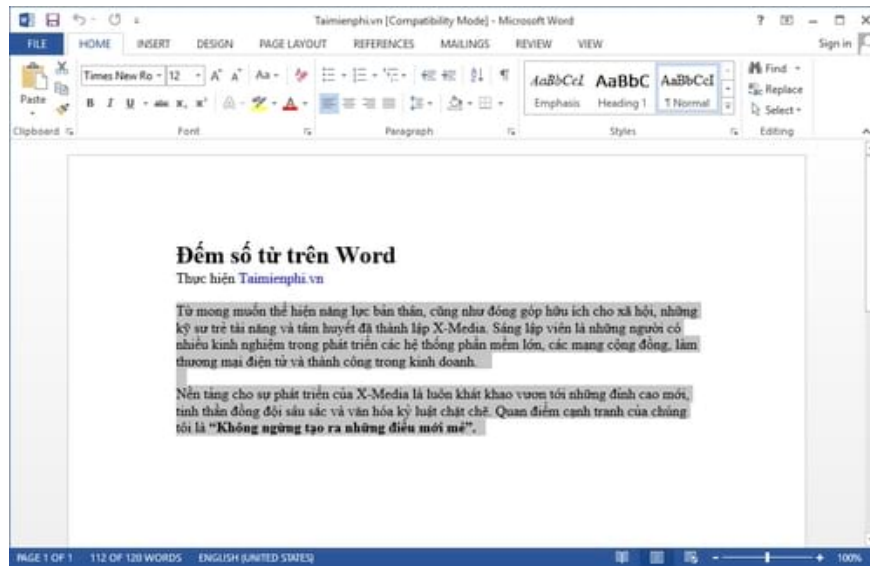 Taimienphi.vn [Compatibility Mode] - Microsoft Word
FILE HOME INSERT DESIGN PAGE LAYOUT REFERENCES MAILINGS REVIEW VIEW Sign in
Paste
Times New Ro 12
AaBbCcI AaBbC AaBbCcI
Emphasis Heading 1 ¶ Normal
Find
Replace
Select
Clipboard Font Paragraph Styles Editing
Đếm số từ trên Word
Thực hiện Taimienphi.vn
Từ mong muốn thể hiện năng lực bản thân, cũng như đóng góp hữu ích cho xã hội, những
kỹ sư trẻ tài năng và tâm huyết đã thành lập X-Media. Sáng lập viên là những người có
nhiều kinh nghiệm trong phát triển các hệ thống phần mềm lớn, các mạng cộng đồng, làm
thương mại điện tử và thành công trong kinh doanh.
Nền tảng cho sự phát triển của X-Media là luôn khát khao vươn tới những đỉnh cao mới,
tinh thần đồng đội sâu sắc và văn hóa kỷ luật chặt chẽ. Quan điểm cạnh tranh của chúng
tôi là “Không ngừng tạo ra những điều mới mẻ”.
PAGE 1 OF 1 112 OF 120 WORDS ENGLISH (UNITED STATES) 100%